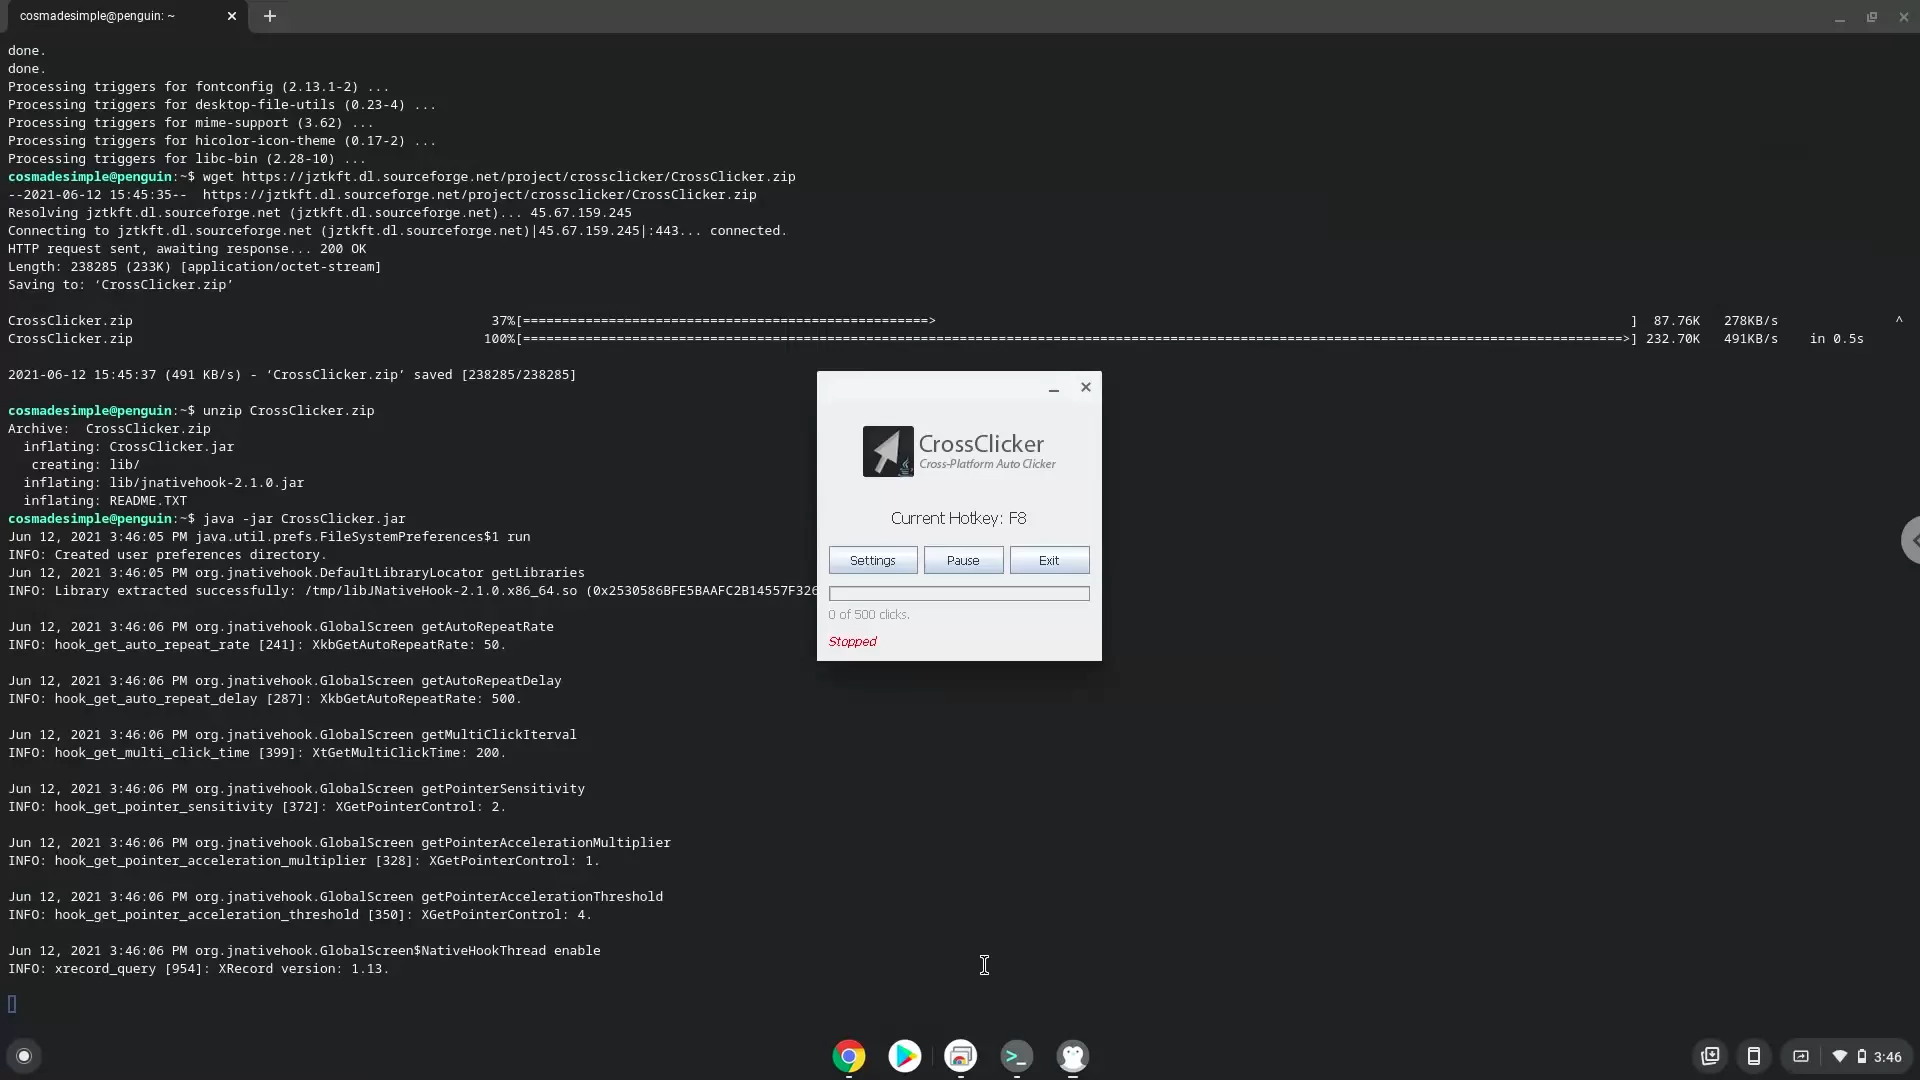 cosmadesimple@penguin: ~
done.
done.
Processing triggers for fontconfig (2.13.1-2) ...
Processing triggers for desktop-file-utils (0.23-4) ...
Processing triggers for mime-support (3.62) ...
Processing triggers for hicolor-icon-theme (0.17-2) ...
Processing triggers for libc-bin (2.28-10) ...
cosmadesimple@penguin:~$ wget https://jztkft.dl.sourceforge.net/project/crossclicker/CrossClicker.zip
--2021-06-12 15:45:35--  https://jztkft.dl.sourceforge.net/project/crossclicker/CrossClicker.zip
Resolving jztkft.dl.sourceforge.net (jztkft.dl.sourceforge.net)... 45.67.159.245
Connecting to jztkft.dl.sourceforge.net (jztkft.dl.sourceforge.net)|45.67.159.245|:443... connected.
HTTP request sent, awaiting response... 200 OK
Length: 238285 (233K) [application/octet-stream]
Saving to: ‘CrossClicker.zip’
CrossClicker.zip 37%[====================================================> ] 87.76K 278KB/s ^
CrossClicker.zip 100%[=============================================================================================================================================>] 232.70K 491KB/s in 0.5s
2021-06-12 15:45:37 (491 KB/s) - ‘CrossClicker.zip’ saved [238285/238285]
cosmadesimple@penguin:~$ unzip CrossClicker.zip
Archive:  CrossClicker.zip
inflating: CrossClicker.jar
creating: lib/
inflating: lib/jnativehook-2.1.0.jar
inflating: README.TXT
cosmadesimple@penguin:~$ java -jar CrossClicker.jar
Jun 12, 2021 3:46:05 PM java.util.prefs.FileSystemPreferences$1 run
INFO: Created user preferences directory.
Jun 12, 2021 3:46:05 PM org.jnativehook.DefaultLibraryLocator getLibraries
INFO: Library extracted successfully: /tmp/libJNativeHook-2.1.0.x86_64.so (0x2530586BFE5BAAFC2B14557F326
Jun 12, 2021 3:46:06 PM org.jnativehook.GlobalScreen getAutoRepeatRate
INFO: hook_get_auto_repeat_rate [241]: XkbGetAutoRepeatRate: 50.
Jun 12, 2021 3:46:06 PM org.jnativehook.GlobalScreen getAutoRepeatDelay
INFO: hook_get_auto_repeat_delay [287]: XkbGetAutoRepeatRate: 500.
Jun 12, 2021 3:46:06 PM org.jnativehook.GlobalScreen getMultiClickIterval
INFO: hook_get_multi_click_time [399]: XtGetMultiClickTime: 200.
Jun 12, 2021 3:46:06 PM org.jnativehook.GlobalScreen getPointerSensitivity
INFO: hook_get_pointer_sensitivity [372]: XGetPointerControl: 2.
Jun 12, 2021 3:46:06 PM org.jnativehook.GlobalScreen getPointerAccelerationMultiplier
INFO: hook_get_pointer_acceleration_multiplier [328]: XGetPointerControl: 1.
Jun 12, 2021 3:46:06 PM org.jnativehook.GlobalScreen getPointerAccelerationThreshold
INFO: hook_get_pointer_acceleration_threshold [350]: XGetPointerControl: 4.
Jun 12, 2021 3:46:06 PM org.jnativehook.GlobalScreen$NativeHookThread enable
INFO: xrecord_query [954]: XRecord version: 1.13.
CrossClicker
Cross-Platform Auto Clicker
Current Hotkey: F8
Settings Pause Exit
0 of 500 clicks.
Stopped
3:46